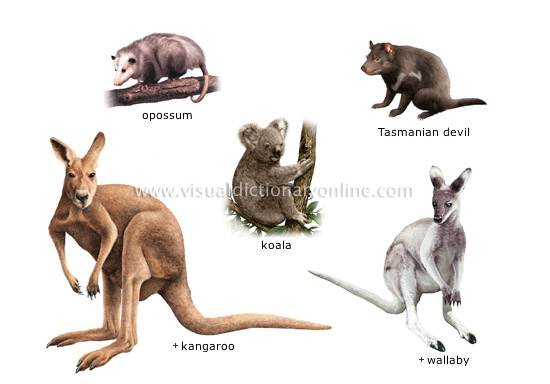 opossum
Tasmanian devil
www.visualdictionaryonline.com
koala
+ kangaroo
+ wallaby